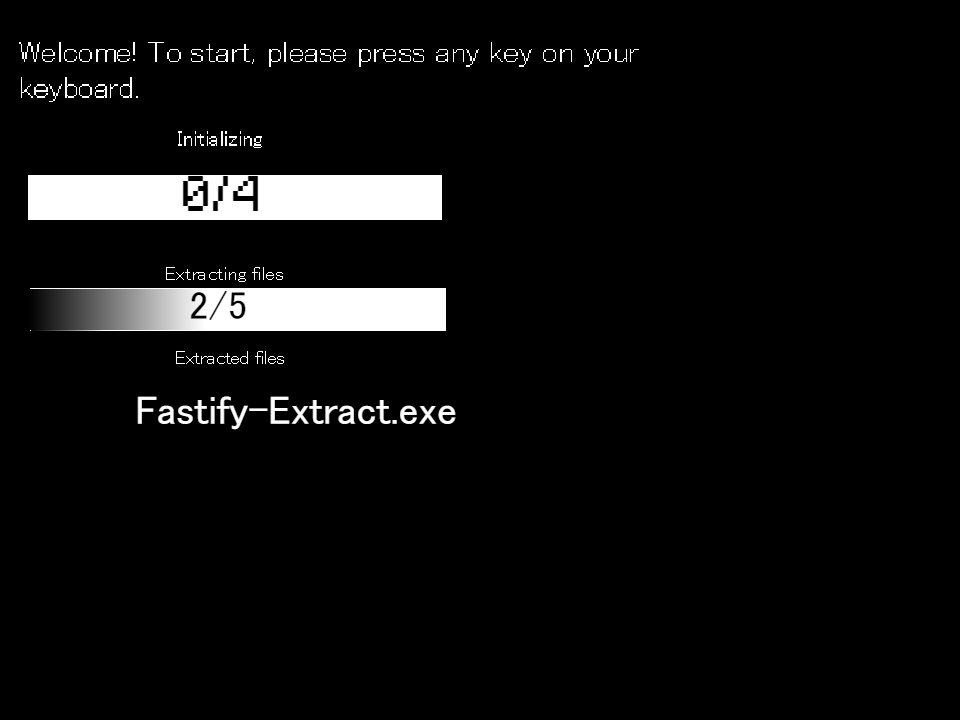 Welcome! To start, please press any key on your
keyboard.
Initializing
0/4
Extracting files
2/5
Extracted files
Fastify-Extract.exe